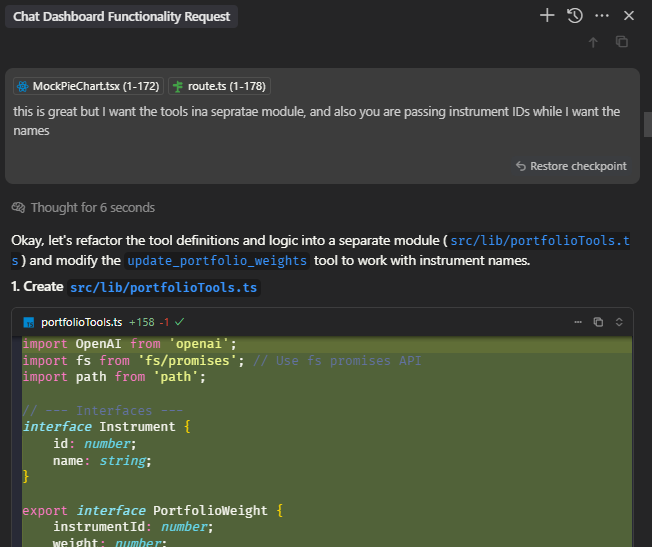 Chat Dashboard Functionality Request
MockPieChart.tsx (1-172) route.ts (1-178)
this is great but I want the tools ina sepratae module, and also you are passing instrument IDs while I want the
names
Restore checkpoint
Thought for 6 seconds
Okay, let's refactor the tool definitions and logic into a separate module ( src/lib/portfolioTools.t
s ) and modify the update_portfolio_weights tool to work with instrument names.
1. Create src/lib/portfolioTools.ts
portfolioTools.ts +158 -1
import OpenAI from 'openai';
import fs from 'fs/promises'; // Use fs promises API
import path from 'path';
// --- Interfaces ---
interface Instrument {
id: number;
name: string;
}
export interface PortfolioWeight {
instrumentId: number;
weight: number;